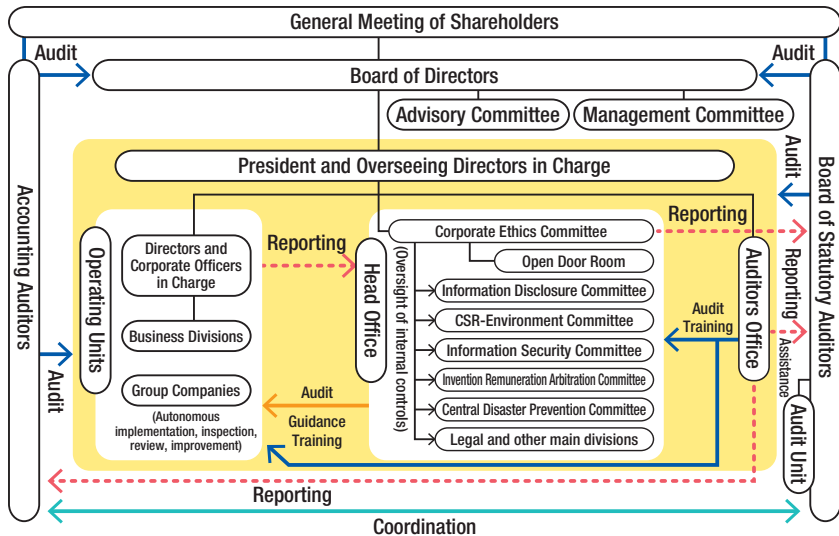 General Meeting of Shareholders
Audit
Audit
Board of Directors
Advisory Committee
Management Committee
Accounting Auditors
Board of Statutory Auditors
President and Overseeing Directors in Charge
Audit
Operating Units
Directors and
Corporate Officers
in Charge
Business Divisions
Group Companies
(Autonomous
implementation, inspection,
review, improvement)
Reporting
Head Office
(Oversight of internal controls)
Corporate Ethics Committee
Open Door Room
Information Disclosure Committee
CSR-Environment Committee
Information Security Committee
Invention Remuneration Arbitration Committee
Central Disaster Prevention Committee
Legal and other main divisions
Reporting
Auditors Office
Audit
Training
Reporting
Assistance
Audit Unit
Audit
Audit
Guidance
Training
Reporting
Coordination